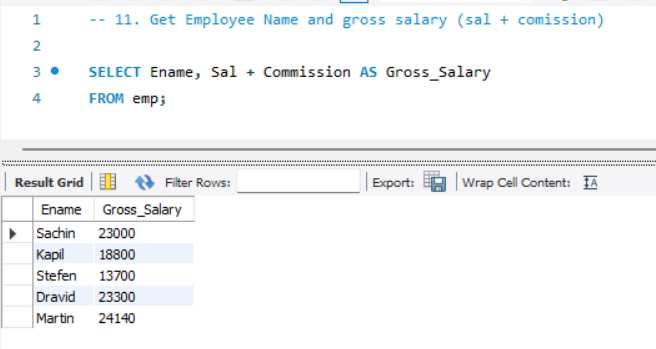 1 -- 11. Get Employee Name and gross salary (sal + comission)
2
3 SELECT Ename, Sal + Commission AS Gross_Salary
4 FROM emp;
Result Grid Filter Rows: Export: Wrap Cell Content: IA
Ename Gross_Salary
Sachin 23000
Kapil 18800
Stefen 13700
Dravid 23300
Martin 24140